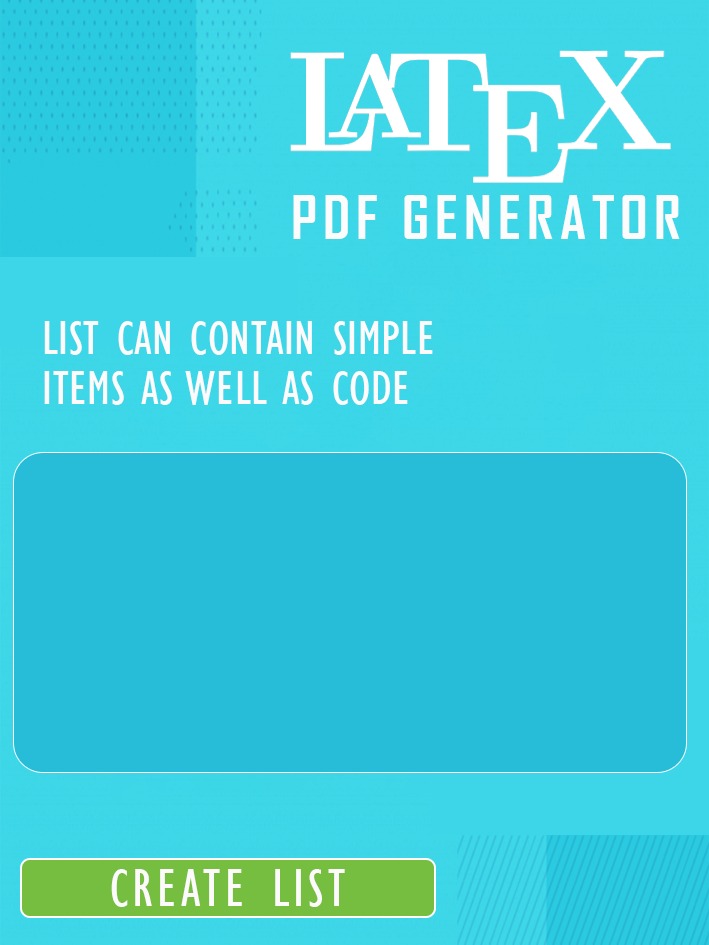 LATEX
PDF GENERATOR
LIST CAN CONTAIN SIMPLE
ITEMS AS WELL AS CODE
CREATE LIST